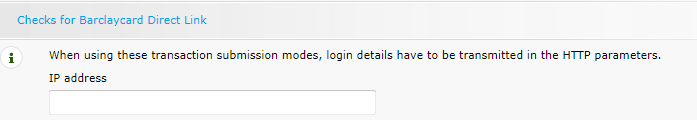 Checks for Barclaycard Direct Link
When using these transaction submission modes, login details have to be transmitted in the HTTP parameters.
IP address